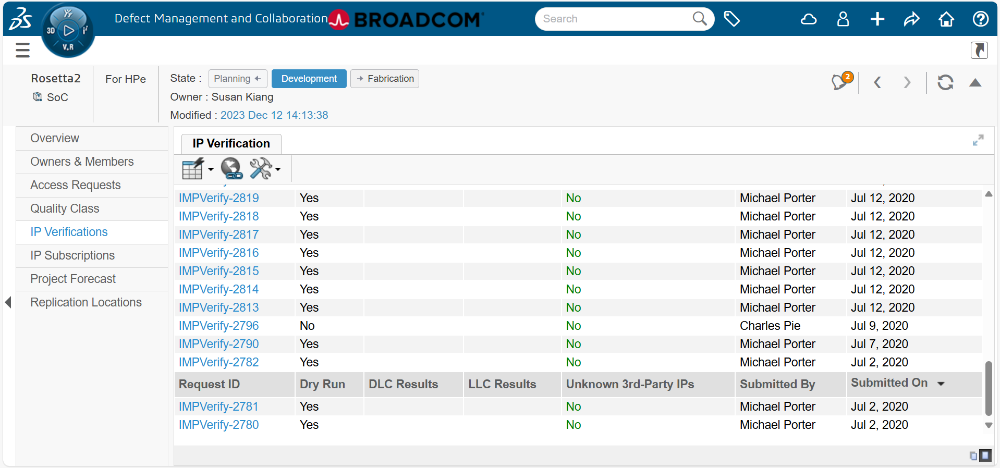 3DS
Defect Management and Collaboration BROADCOM®
Search
3D
V.R
Rosetta2
SoC
For HPe
State : Planning Development Fabrication
Owner : Susan Kiang
Modified : 2023 Dec 12 14:13:38
2
Overview
Owners & Members
Access Requests
Quality Class
IP Verifications
IP Subscriptions
Project Forecast
Replication Locations
IP Verification
IMPVerify-2819 Yes No Michael Porter Jul 12, 2020
IMPVerify-2818 Yes No Michael Porter Jul 12, 2020
IMPVerify-2817 Yes No Michael Porter Jul 12, 2020
IMPVerify-2816 Yes No Michael Porter Jul 12, 2020
IMPVerify-2815 Yes No Michael Porter Jul 12, 2020
IMPVerify-2814 Yes No Michael Porter Jul 12, 2020
IMPVerify-2813 Yes No Michael Porter Jul 12, 2020
IMPVerify-2796 No No Charles Pie Jul 9, 2020
IMPVerify-2790 Yes No Michael Porter Jul 7, 2020
IMPVerify-2782 Yes No Michael Porter Jul 2, 2020
Request ID Dry Run DLC Results LLC Results Unknown 3rd-Party IPs Submitted By Submitted On
IMPVerify-2781 Yes No Michael Porter Jul 2, 2020
IMPVerify-2780 Yes No Michael Porter Jul 2, 2020